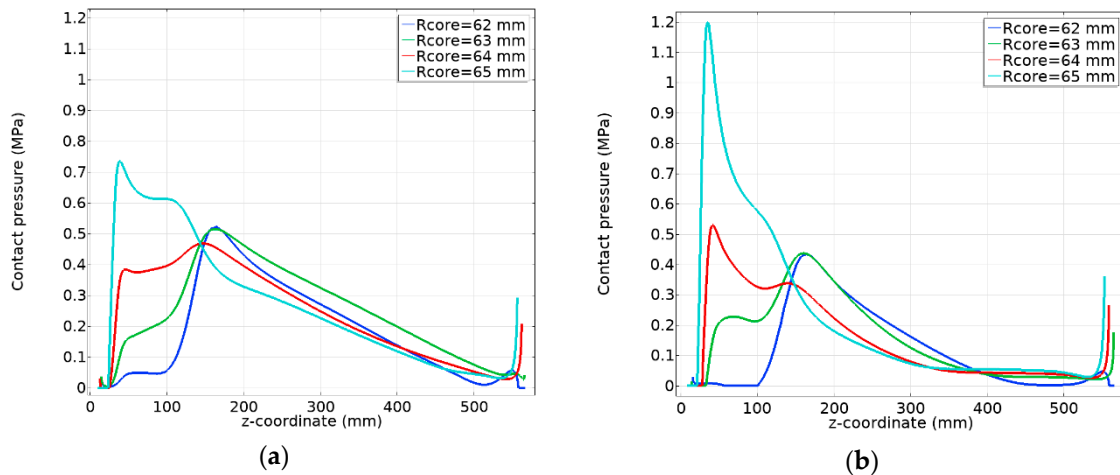 1.2
1.1
1
0.9
0.8
0.7
0.6
0.5
0.4
0.3
0.2
0.1
0
Contact pressure (MPa)
0 100 200 300 400 500
z-coordinate (mm)
Rcore=62 mm
Rcore=63 mm
Rcore=64 mm
Rcore=65 mm
(a)
1.2
1.1
1
0.9
0.8
0.7
0.6
0.5
0.4
0.3
0.2
0.1
0
Contact pressure (MPa)
0 100 200 300 400 500
z-coordinate (mm)
Rcore=62 mm
Rcore=63 mm
Rcore=64 mm
Rcore=65 mm
(b)